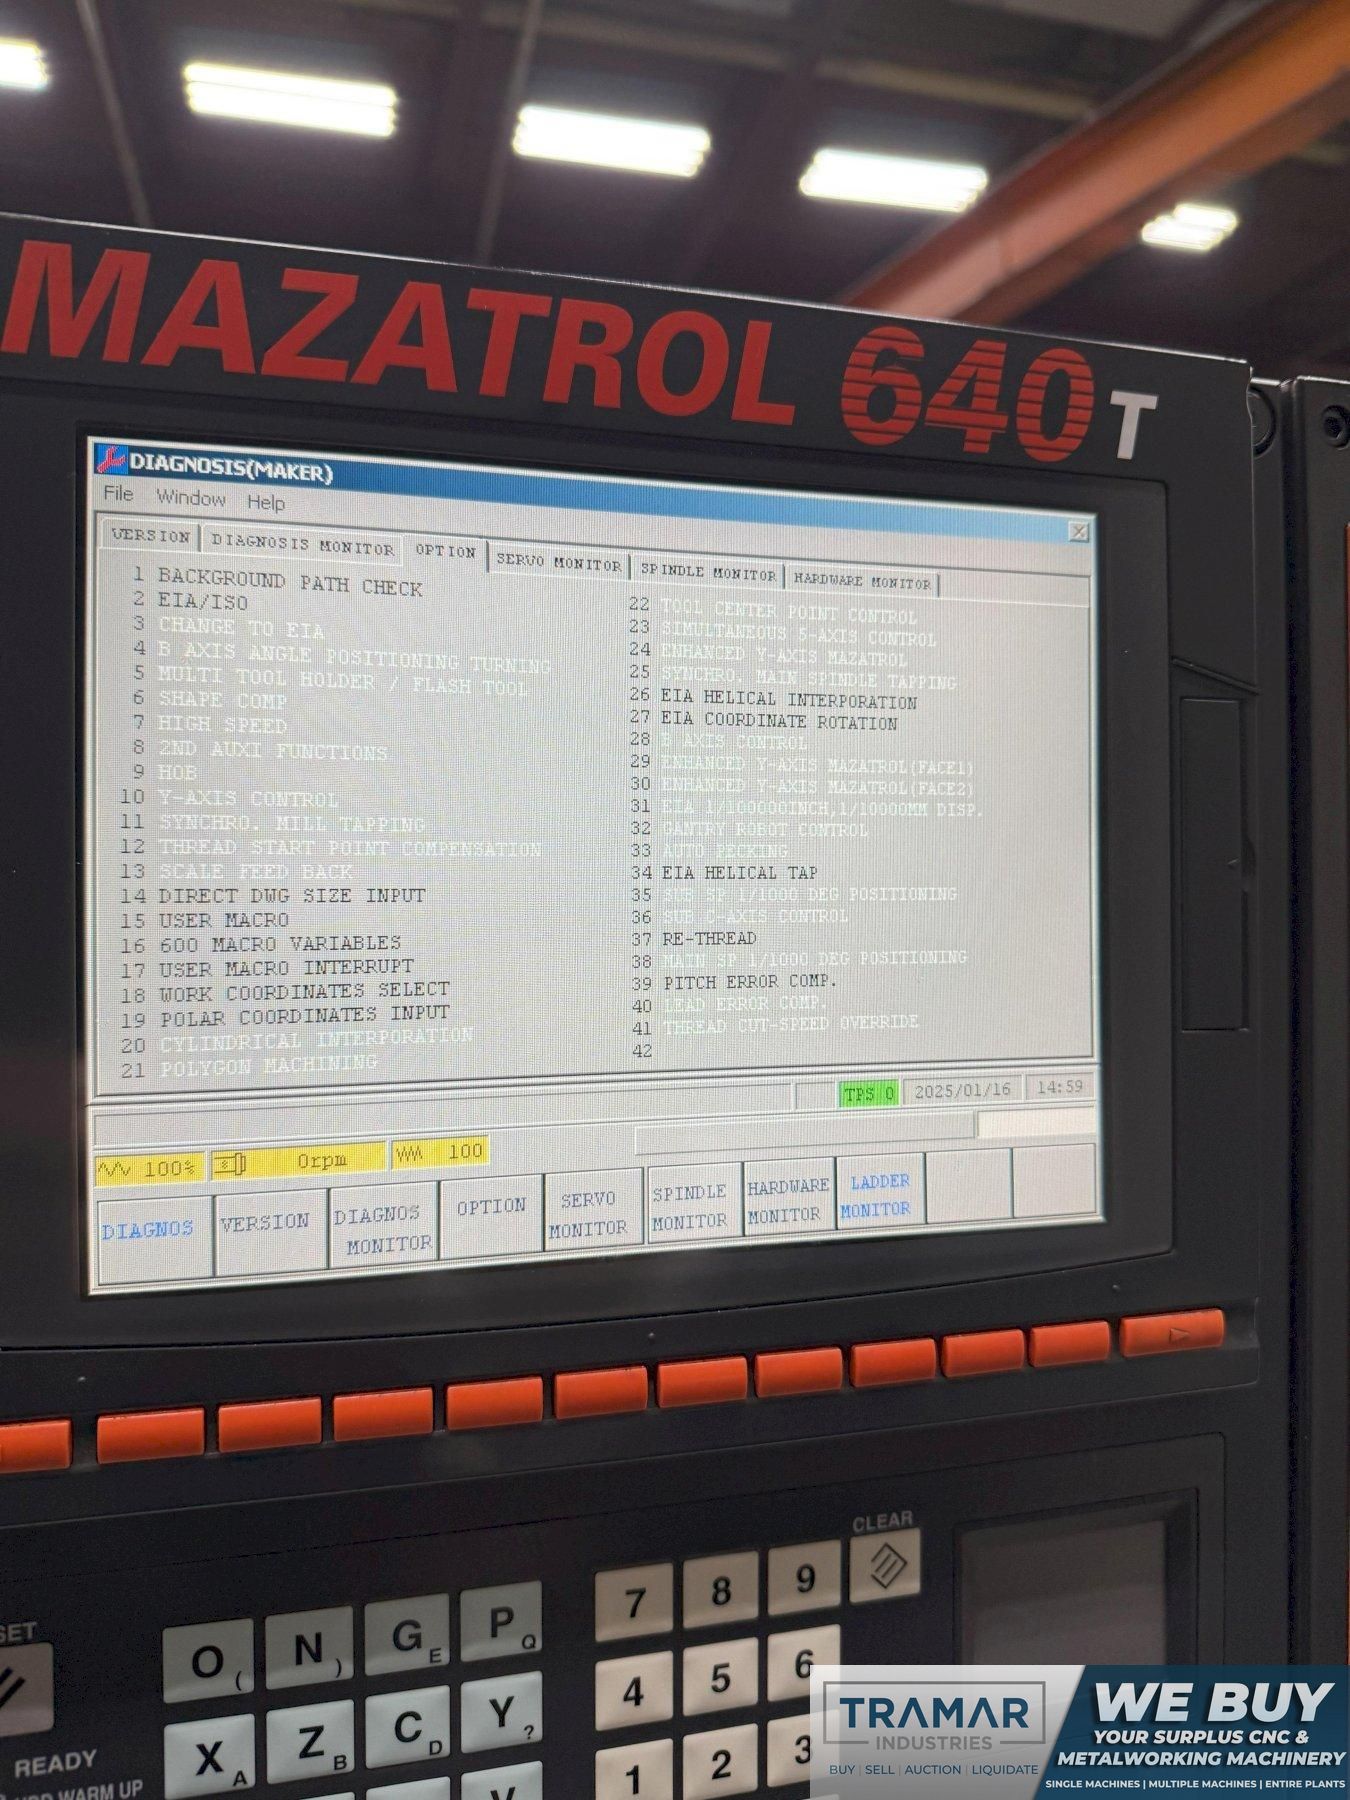 MAZATROL 640T
DIAGNOSIS(MAKER)
File Window Help
VERSION DIAGNOSIS MONITOR OPTION SERVO MONITOR SPINDLE MONITOR HARDWARE MONITOR
1 BACKGROUND PATH CHECK
2 EIA/ISO
3 CHANGE TO EIA
4 B AXIS ANGLE POSITIONING TURNING
5 MULTI TOOL HOLDER / FLASH TOOL
6 SHAPE COMP
7 HIGH SPEED
8 2ND AUXI FUNCTIONS
9 HOB
10 Y-AXIS CONTROL
11 SYNCHRO. MILL TAPPING
12 THREAD START POINT COMPENSATION
13 SCALE FEED BACK
14 DIRECT DWG SIZE INPUT
15 USER MACRO
16 600 MACRO VARIABLES
17 USER MACRO INTERRUPT
18 WORK COORDINATES SELECT
19 POLAR COORDINATES INPUT
20 CYLINDRICAL INTERPORATION
21 POLYGON MACHINING
22 TOOL CENTER POINT CONTROL
23 SIMULTANEOUS 5-AXIS CONTROL
24 ENHANCED Y-AXIS MAZATROL
25 SYNCHRO. MAIN SPINDLE TAPPING
26 EIA HELICAL INTERPORATION
27 EIA COORDINATE ROTATION
28 B AXIS CONTROL
29 ENHANCED Y-AXIS MAZATROL(FACE1)
30 ENHANCED Y-AXIS MAZATROL(FACE2)
31 EIA 1/100000INCH,1/10000MM DISP.
32 GANTRY ROBOT CONTROL
33 AUTO PECKING
34 EIA HELICAL TAP
35 SUB SP 1/1000 DEG POSITIONING
36 SUB C-AXIS CONTROL
37 RE-THREAD
38 MAIN SP 1/1000 DEG POSITIONING
39 PITCH ERROR COMP.
40 LEAD ERROR COMP.
41 THREAD CUT-SPEED OVERRIDE
42
TPS 0 2025/01/16 14:59
100% 0rpm 100
DIAGNOS VERSION DIAGNOS MONITOR OPTION SERVO MONITOR SPINDLE MONITOR HARDWARE MONITOR LADDER MONITOR
CLEAR
7 8 9
O ( N ) G E P Q
4 5 6
X A Z B C D Y ?
1 2 3
READY
WARM UP
TRAMAR
INDUSTRIES
BUY | SELL | AUCTION | LIQUIDATE
WE BUY
YOUR SURPLUS CNC &
METALWORKING MACHINERY
SINGLE MACHINES | MULTIPLE MACHINES | ENTIRE PLANTS